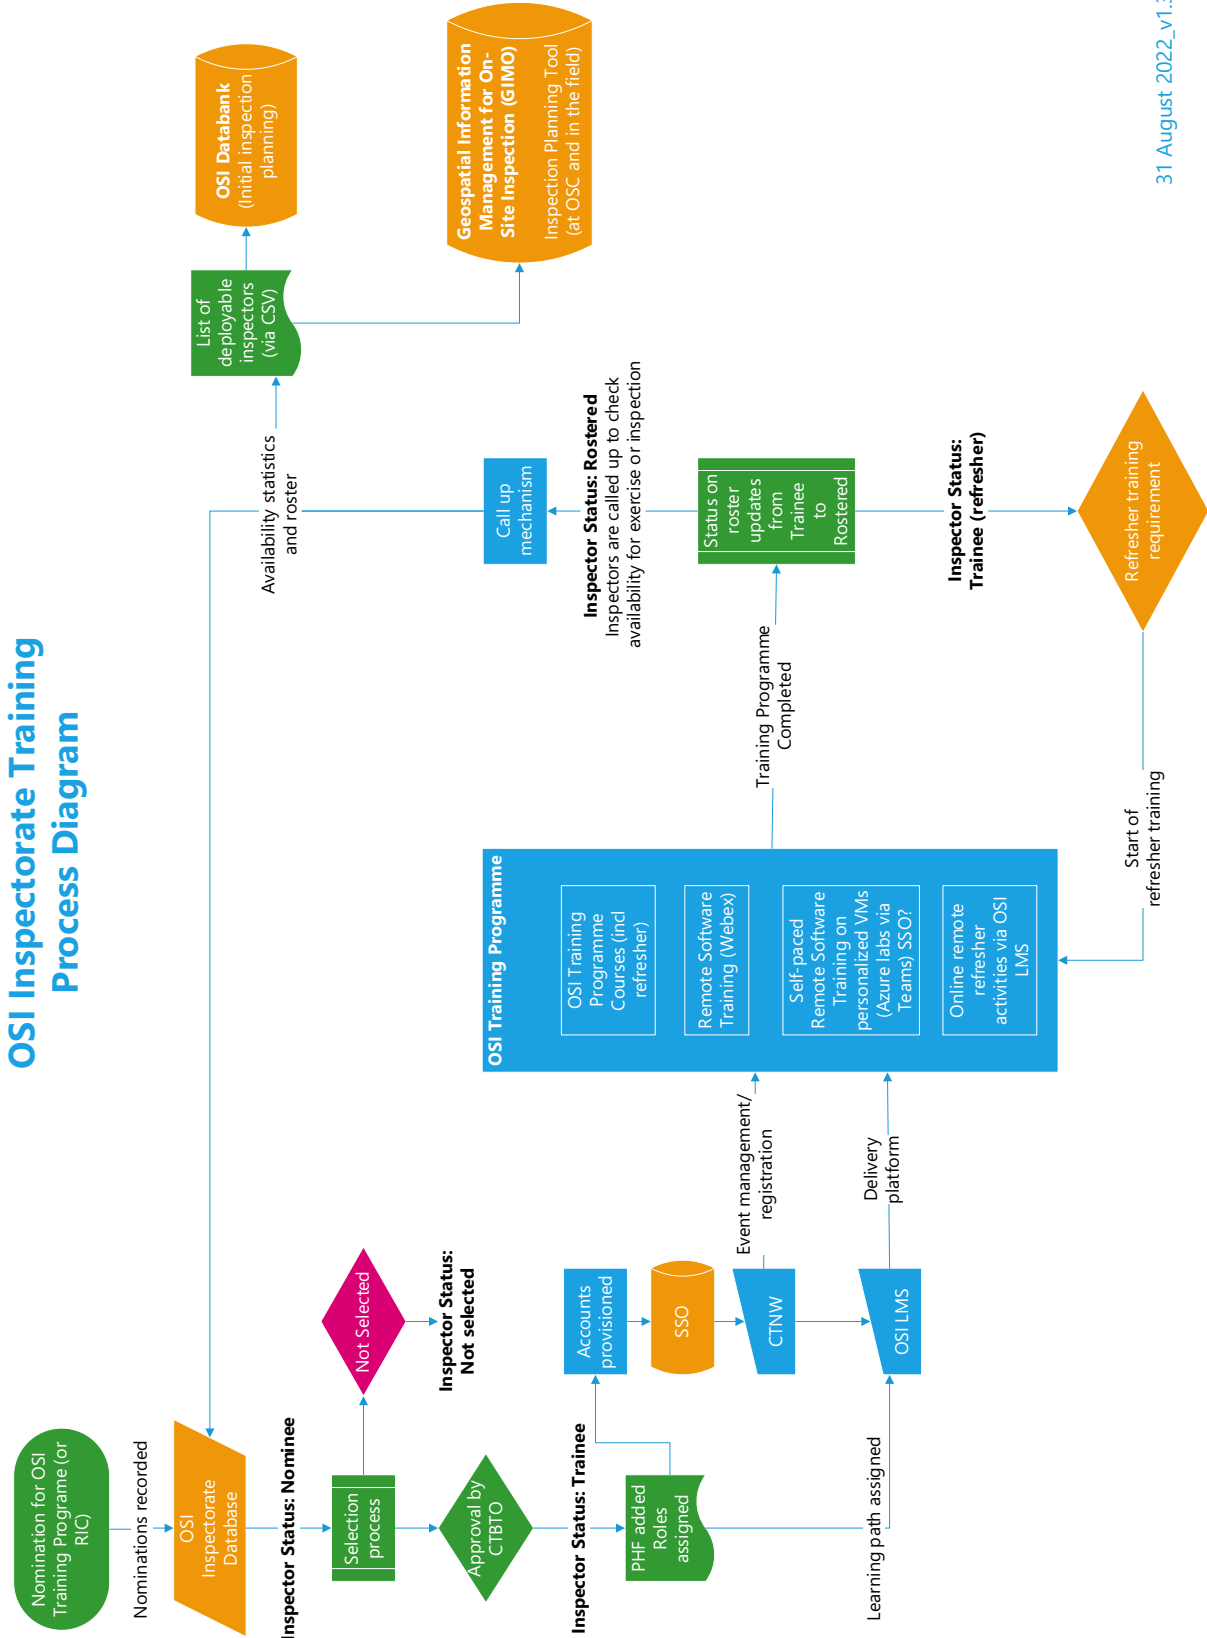 OSI Inspectorate Training
Process Diagram
Nomination for OSI
Training Programe (or
RIC)
Nominations recorded
OSI
Inspectorate
Database
Inspector Status: Nominee
Selection
process
Not Selected
Inspector Status:
Not selected
Approval by
CTBTO
Inspector Status: Trainee
PHF added
Roles
assigned
Learning path assigned
Accounts
provisioned
SSO
CTNW
OSI LMS
Event management/
registration
Delivery
platform
OSI Training Programme
OSI Training
Programme
Courses (incl
refresher)
Remote Software
Training (Webex)
Self-paced
Remote Software
Training on
personalized VMs
(Azure labs via
Teams) SSO?
Online remote
refresher
activities via OSI
LMS
Training Programme
Completed
Start of
refresher training
Status on
roster
updates
from
Trainee
to
Rostered
Inspector Status:
Trainee (refresher)
Refresher training
requirement
Inspector Status: Rostered
Inspectors are called up to check
availability for exercise or inspection
Call up
mechanism
Availability statistics
and roster
List of
deployable
inspectors
(via CSV)
OSI Databank
(Initial inspection
planning)
Geospatial Information
Management for On-
Site Inspection (GIMO)
Inspection Planning Tool
(at OSC and in the field)
31 August 2022_v1.3